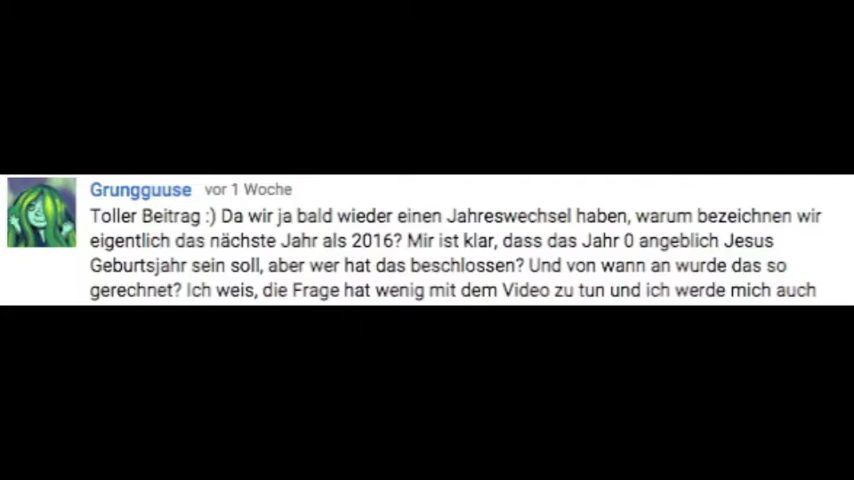 Grungguuse vor 1 Woche
Toller Beitrag :) Da wir ja bald wieder einen Jahreswechsel haben, warum bezeichnen wir
eigentlich das nächste Jahr als 2016? Mir ist klar, dass das Jahr 0 angeblich Jesus
Geburtsjahr sein soll, aber wer hat das beschlossen? Und von wann an wurde das so
gerechnet? Ich weis, die Frage hat wenig mit dem Video zu tun und ich werde mich auch